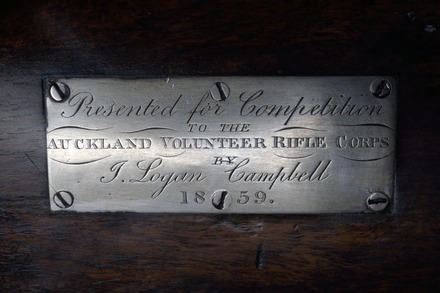 Presented for Competition
TO THE
AUCKLAND VOLUNTEER RIFLE CORPS
BY
J. Logan Campbell
1859.